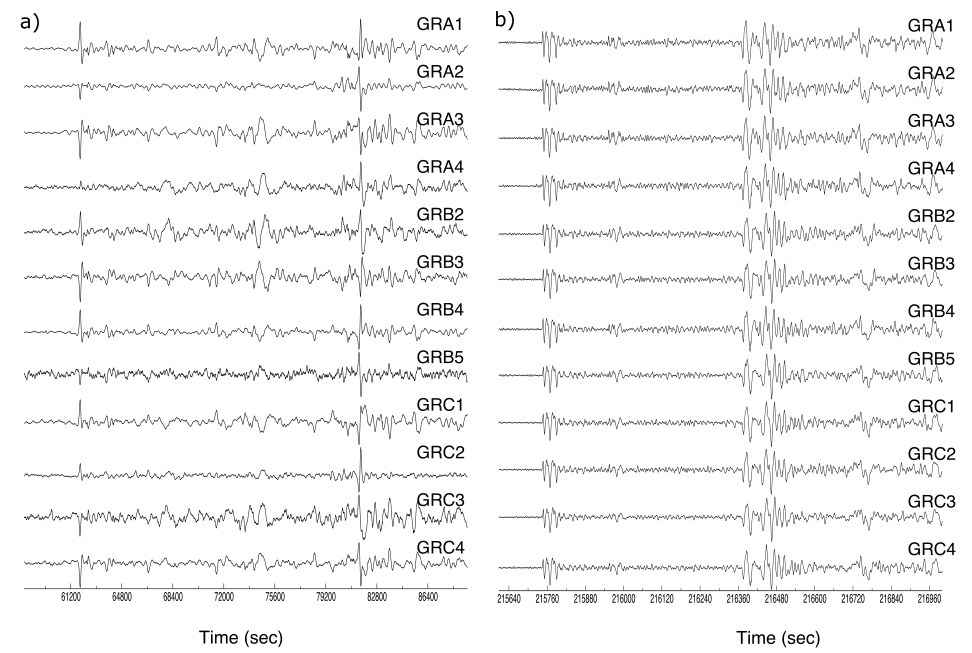 a)
GRA1
GRA2
GRA3
GRA4
GRB2
GRB3
GRB4
GRB5
GRC1
GRC2
GRC3
GRC4
61200 64800 68400 72000 75600 79200 82800 86400
Time (sec)
b)
GRA1
GRA2
GRA3
GRA4
GRB2
GRB3
GRB4
GRB5
GRC1
GRC2
GRC3
GRC4
215640 215760 215880 216000 216120 216240 216360 216480 216600 216720 216840 216960
Time (sec)